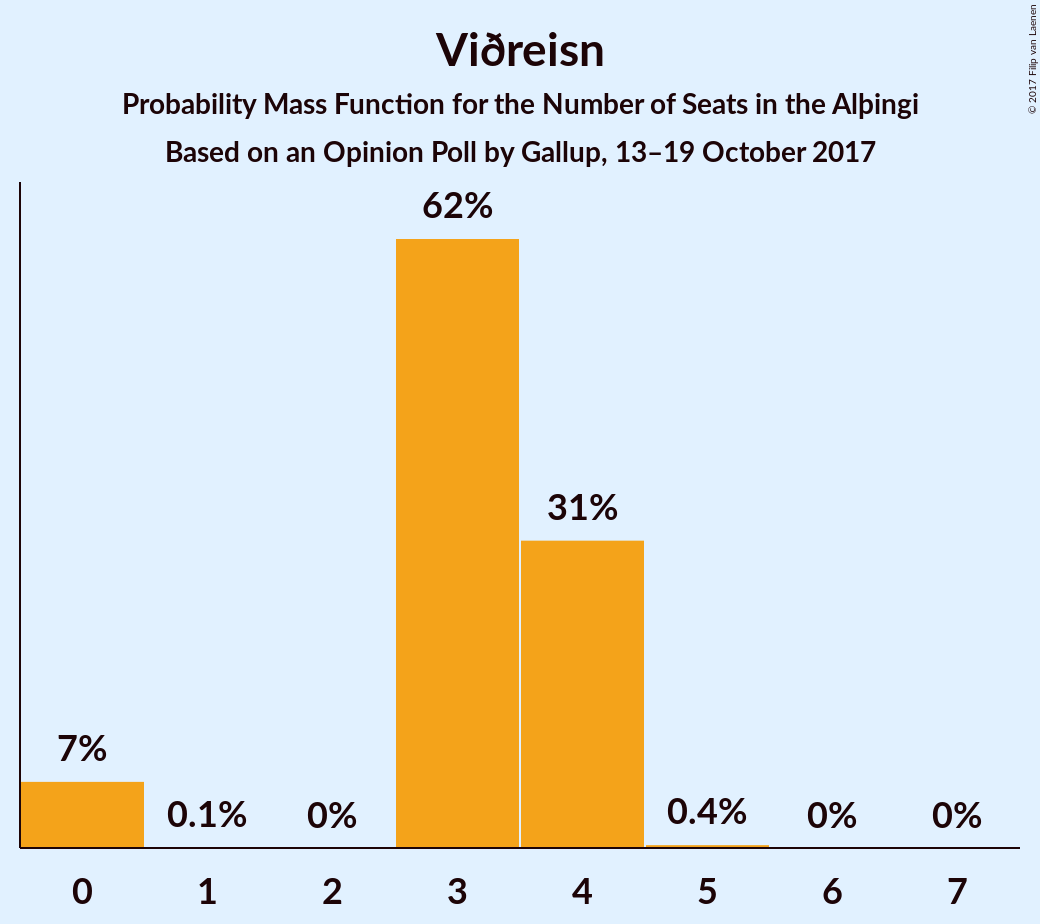 Viðreisn
Probability Mass Function for the Number of Seats in the Alþingi
Based on an Opinion Poll by Gallup, 13–19 October 2017
© 2017 Filip van Laenen
62%
31%
7%
0.1%
0%
0.4%
0%
0%
0 1 2 3 4 5 6 7